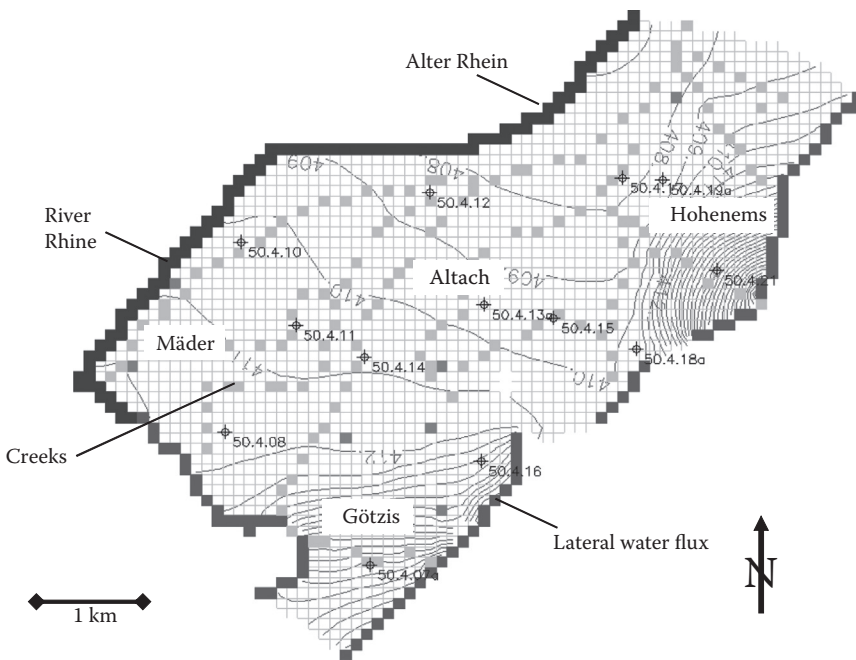 Alter Rhein
409
408
408
409
410
50.4.12
50.4.19a
Hohenems
River
Rhine
50.4.10
Altach
409
50.4.21
410
412
50.4.13a
50.4.15
50.4.11
Mäder
50.4.14
50.4.18a
411
410
Creeks
50.4.08
412
50.4.16
Götzis
Lateral water flux
50.4.07a
1 km
N